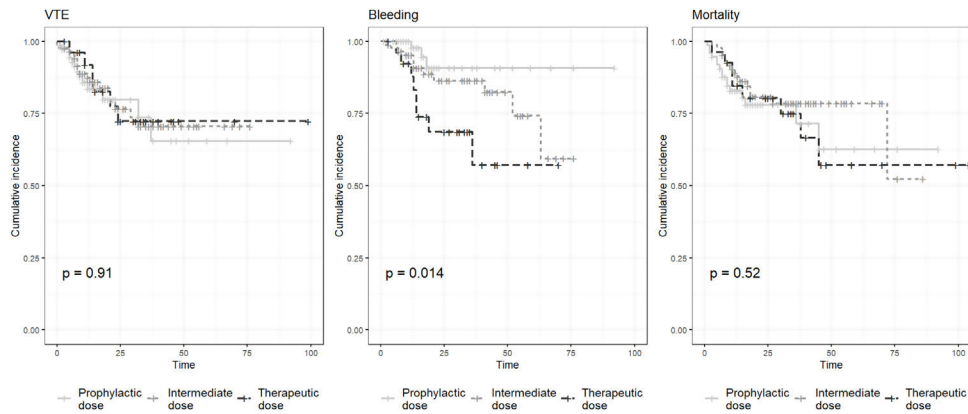 VTE
Cumulative incidence
1.00
0.75
0.50
0.25
0.00
p = 0.91
0 25 50 75 100
Time
Prophylactic dose
Intermediate dose
Therapeutic dose
Bleeding
Cumulative incidence
1.00
0.75
0.50
0.25
0.00
p = 0.014
0 25 50 75 100
Time
Prophylactic dose
Intermediate dose
Therapeutic dose
Mortality
Cumulative incidence
1.00
0.75
0.50
0.25
0.00
p = 0.52
0 25 50 75 100
Time
Prophylactic dose
Intermediate dose
Therapeutic dose